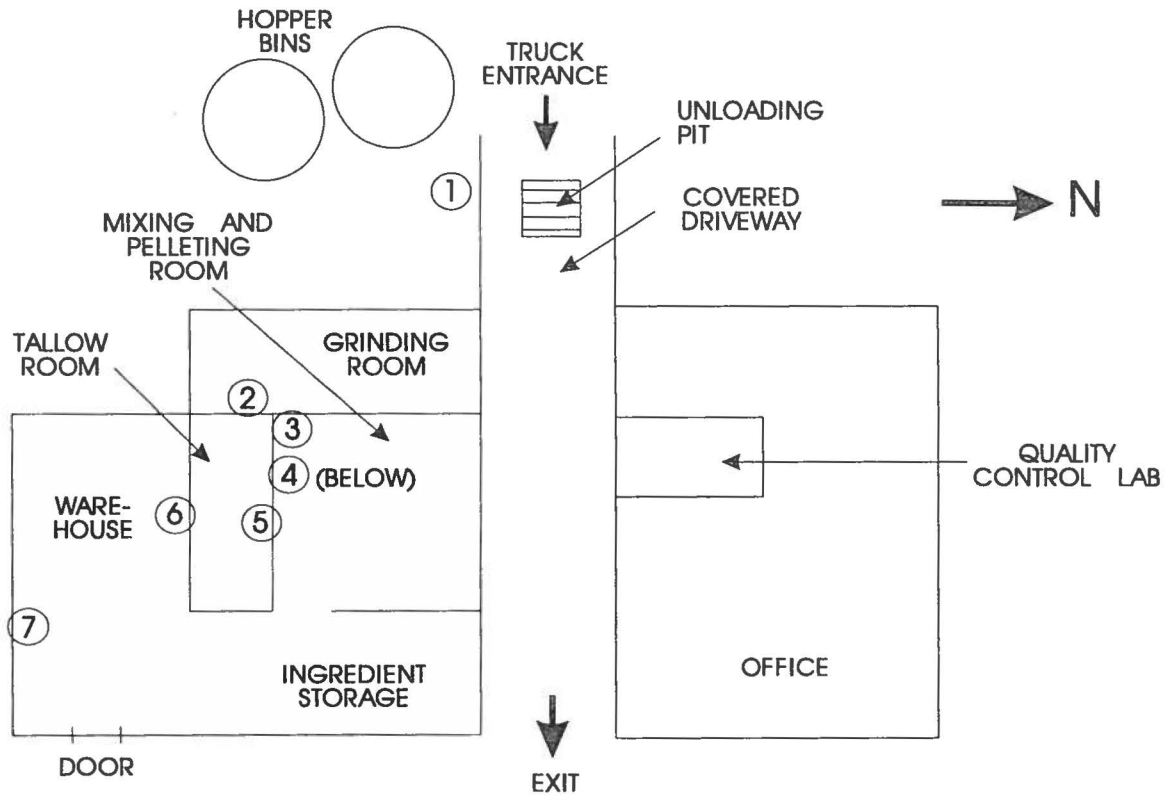 HOPPER
BINS
TRUCK
ENTRANCE
UNLOADING
PIT
1
COVERED
DRIVEWAY
N
MIXING AND
PELLETING
ROOM
TALLOW
ROOM
GRINDING
ROOM
2
3
4 (BELOW)
QUALITY
CONTROL LAB
WARE-
HOUSE
6
5
7
INGREDIENT
STORAGE
OFFICE
DOOR
EXIT